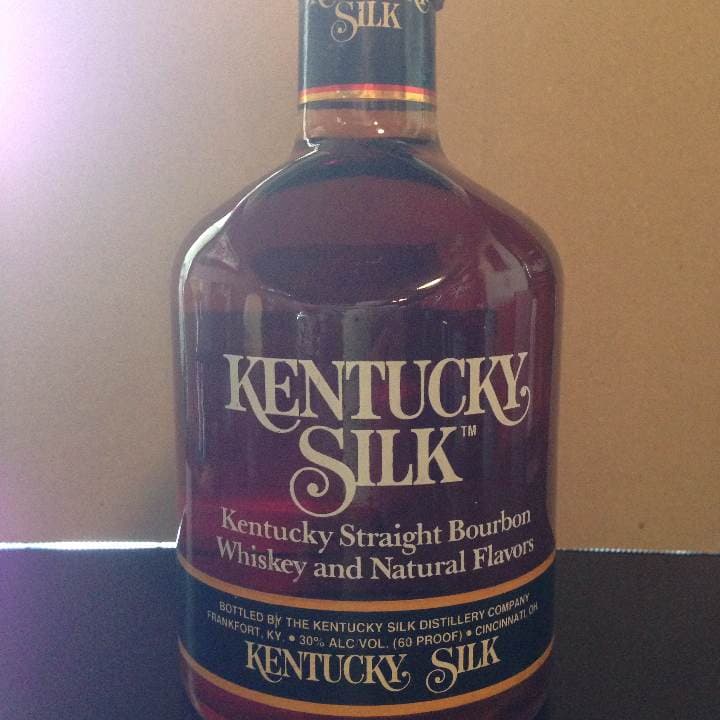 KENTUCKY
SILK
KENTUCKY
SILK™
Kentucky Straight Bourbon
Whiskey and Natural Flavors
BOTTLED BY THE KENTUCKY SILK DISTILLERY COMPANY
FRANKFORT, KY. • 30% ALC/VOL. (60 PROOF) • CINCINNATI, OH.
KENTUCKY SILK